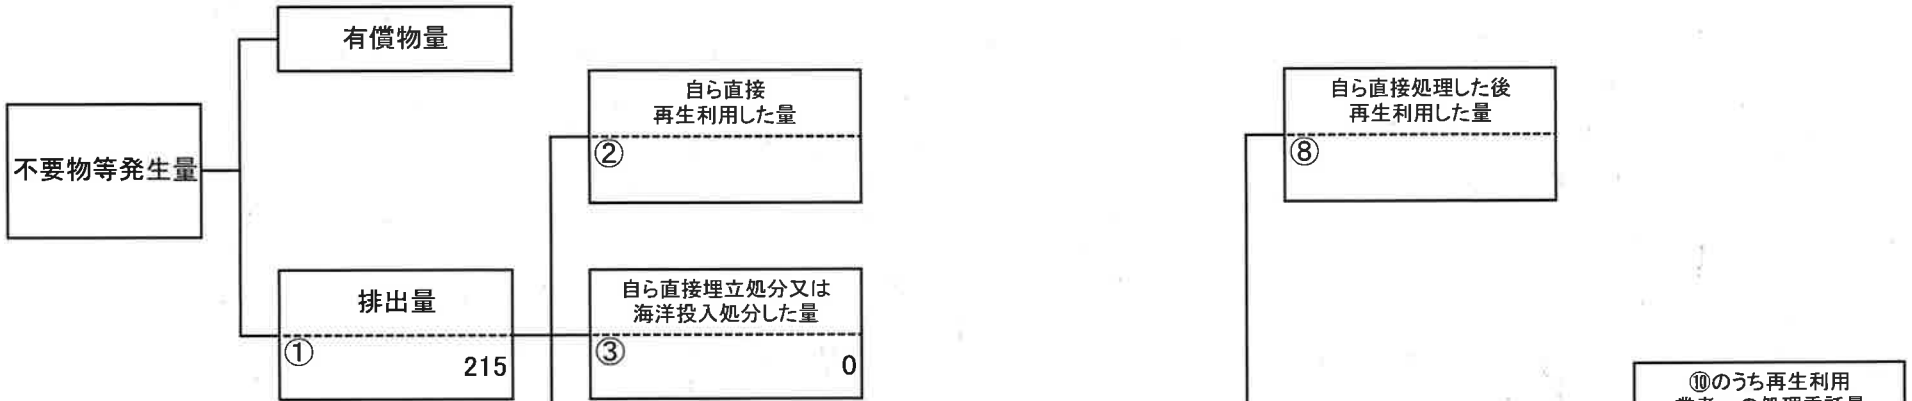 有償物量
自ら直接
再生利用した量
②
自ら直接処理した後
再生利用した量
⑧
不要物等発生量
排出量
①
215
自ら直接埋立処分又は
海洋投入処分した量
③
0
⑩のうち再生利用